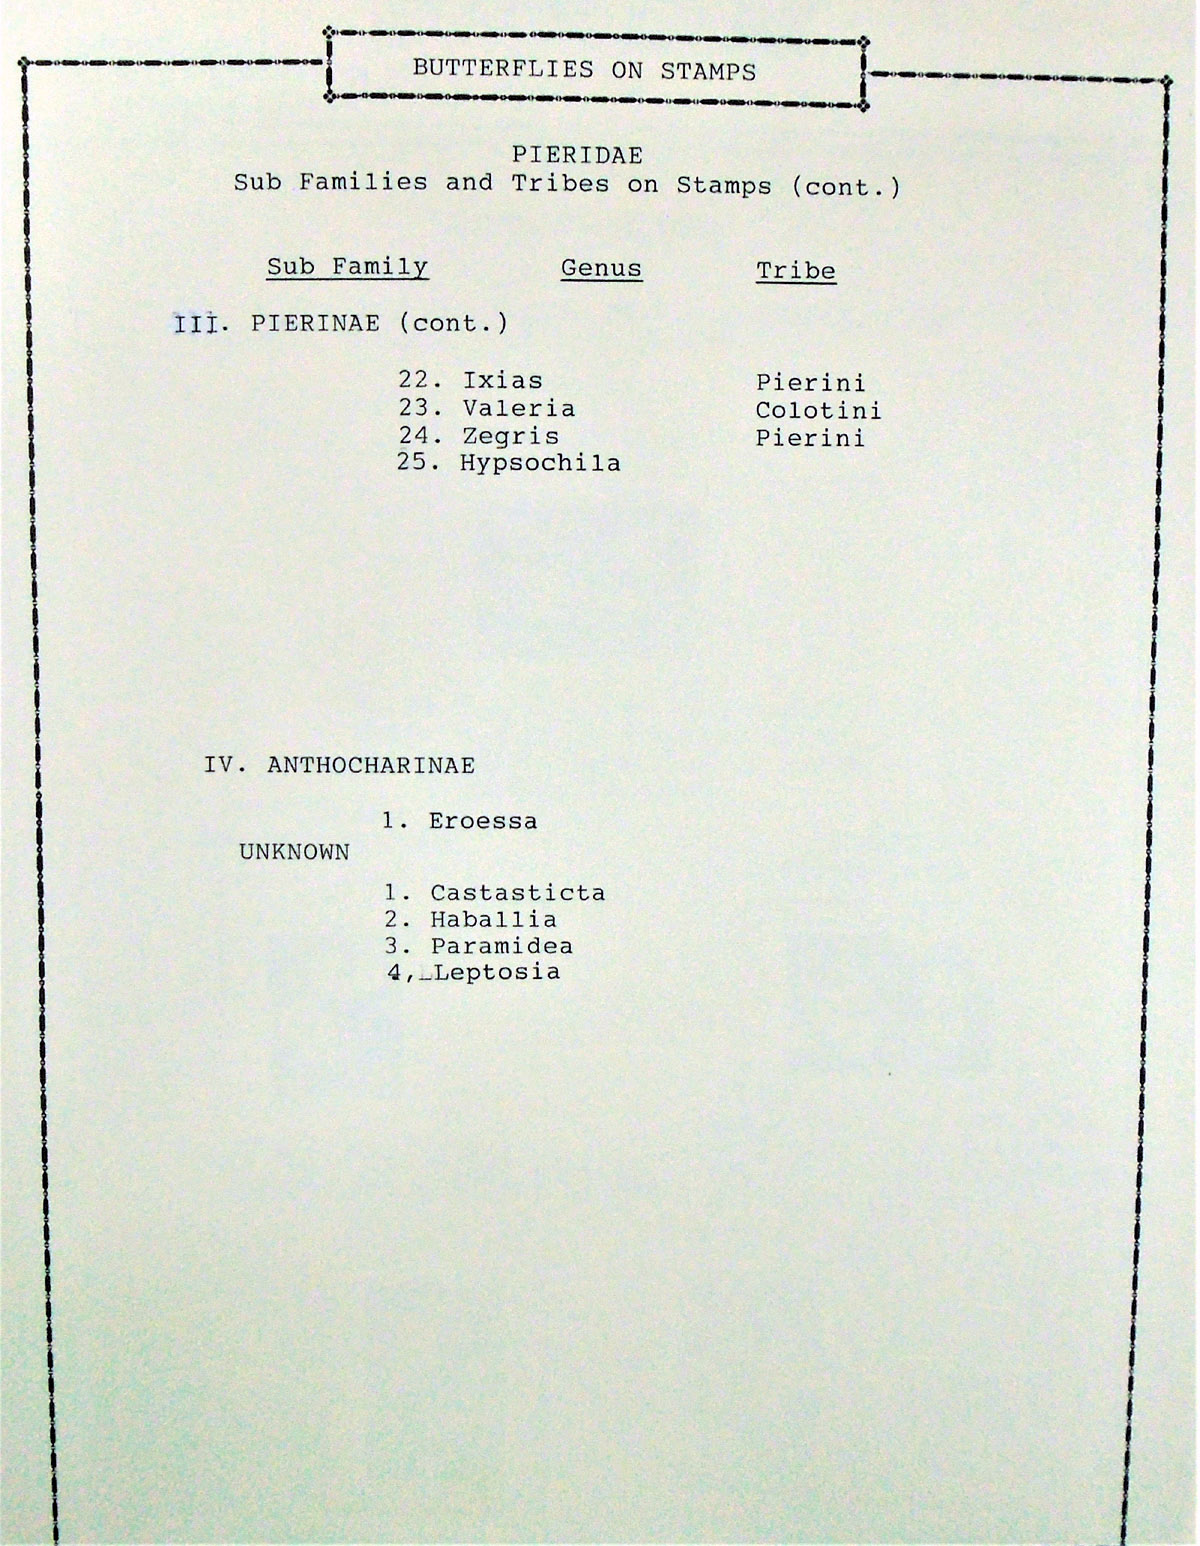 BUTTERFLIES ON STAMPS
PIERIDAE
Sub Families and Tribes on Stamps (cont.)
Sub Family Genus Tribe
III. PIERINAE (cont.)
22. Ixias Pierini
23. Valeria Colotini
24. Zegris Pierini
25. Hypsochila
IV. ANTHOCHARINAE
1. Eroessa
UNKNOWN
1. Castasticta
2. Haballia
3. Paramidea
4, Leptosia